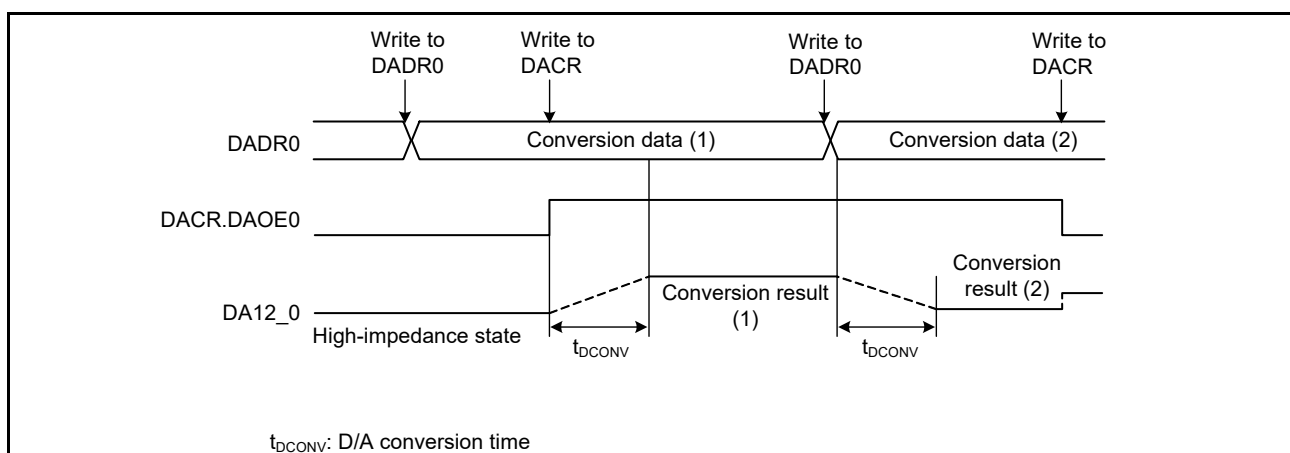 Write to
DADR0
Write to
DACR
Write to
DADR0
Write to
DACR
DADR0
Conversion data (1)
Conversion data (2)
DACR.DAOE0
DA12_0
High-impedance state
Conversion result
(1)
Conversion
result (2)
tDCONV
tDCONV
tDCONV: D/A conversion time